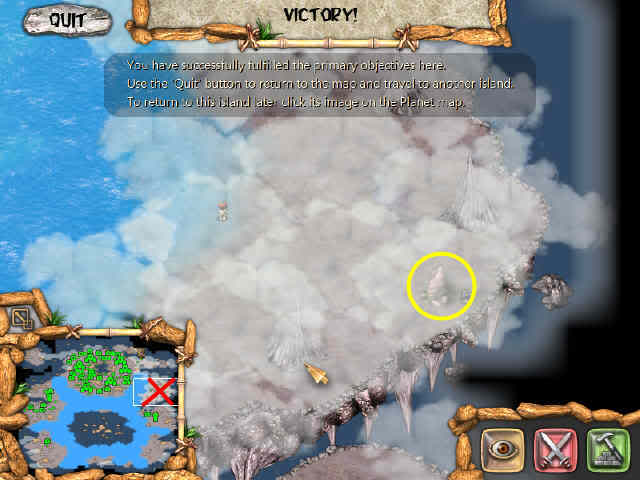 QUIT
VICTORY!
You have successfully fulfilled the primary objectives here.
Use the 'Quit' button to return to the map and travel to another island.
To return to this island later click its image on the Planet map.